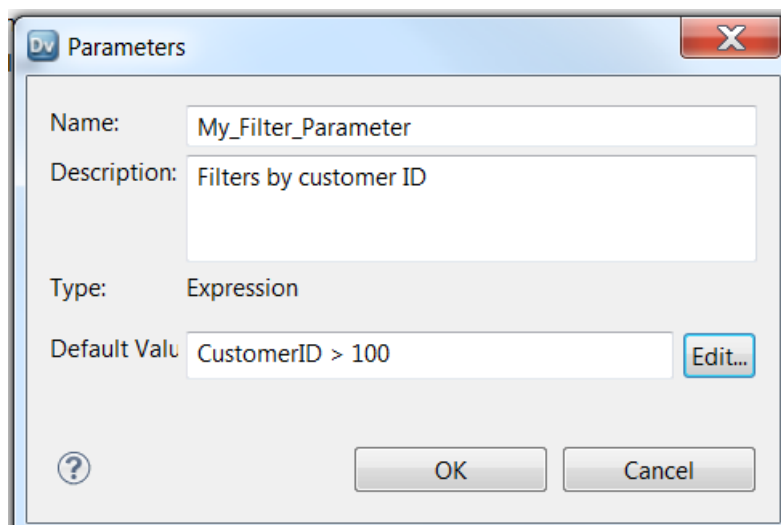 Dv Parameters
Name: My_Filter_Parameter
Description: Filters by customer ID
Type: Expression
Default Valu CustomerID > 100 Edit...
? OK Cancel